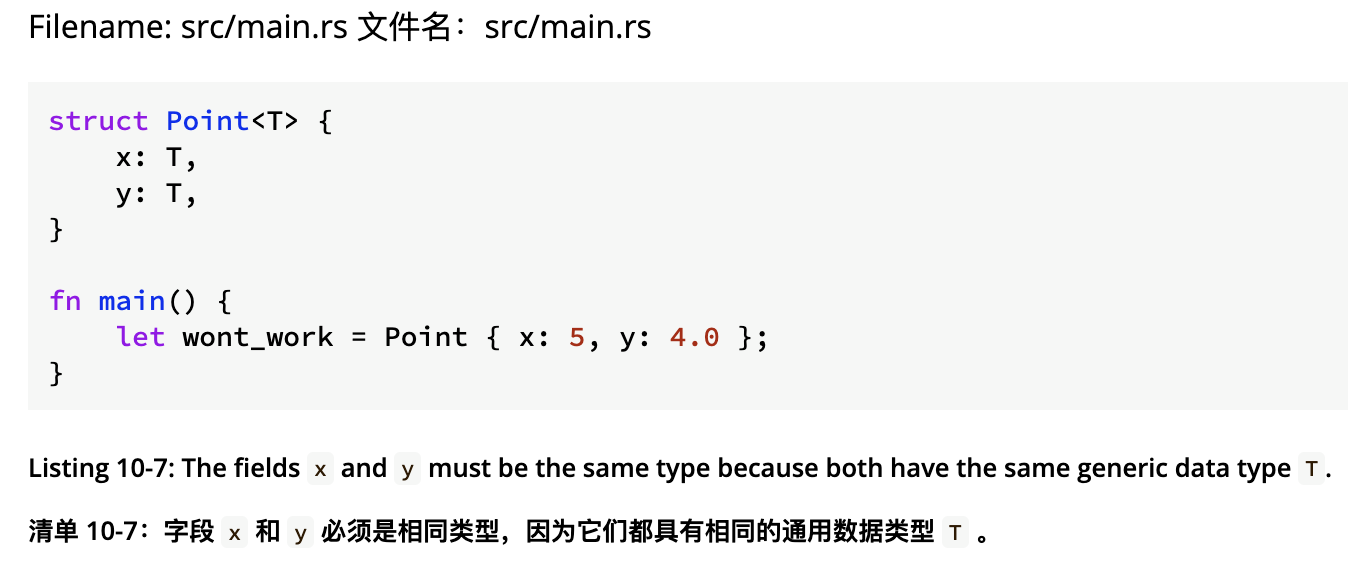 Filename: src/main.rs 文件名：src/main.rs
struct Point<T> {
    x: T,
    y: T,
}
fn main() {
    let wont_work = Point { x: 5, y: 4.0 };
}
Listing 10-7: The fields x and y must be the same type because both have the same generic data type T.
清单 10-7：字段 x 和 y 必须是相同类型，因为它们都具有相同的通用数据类型 T 。